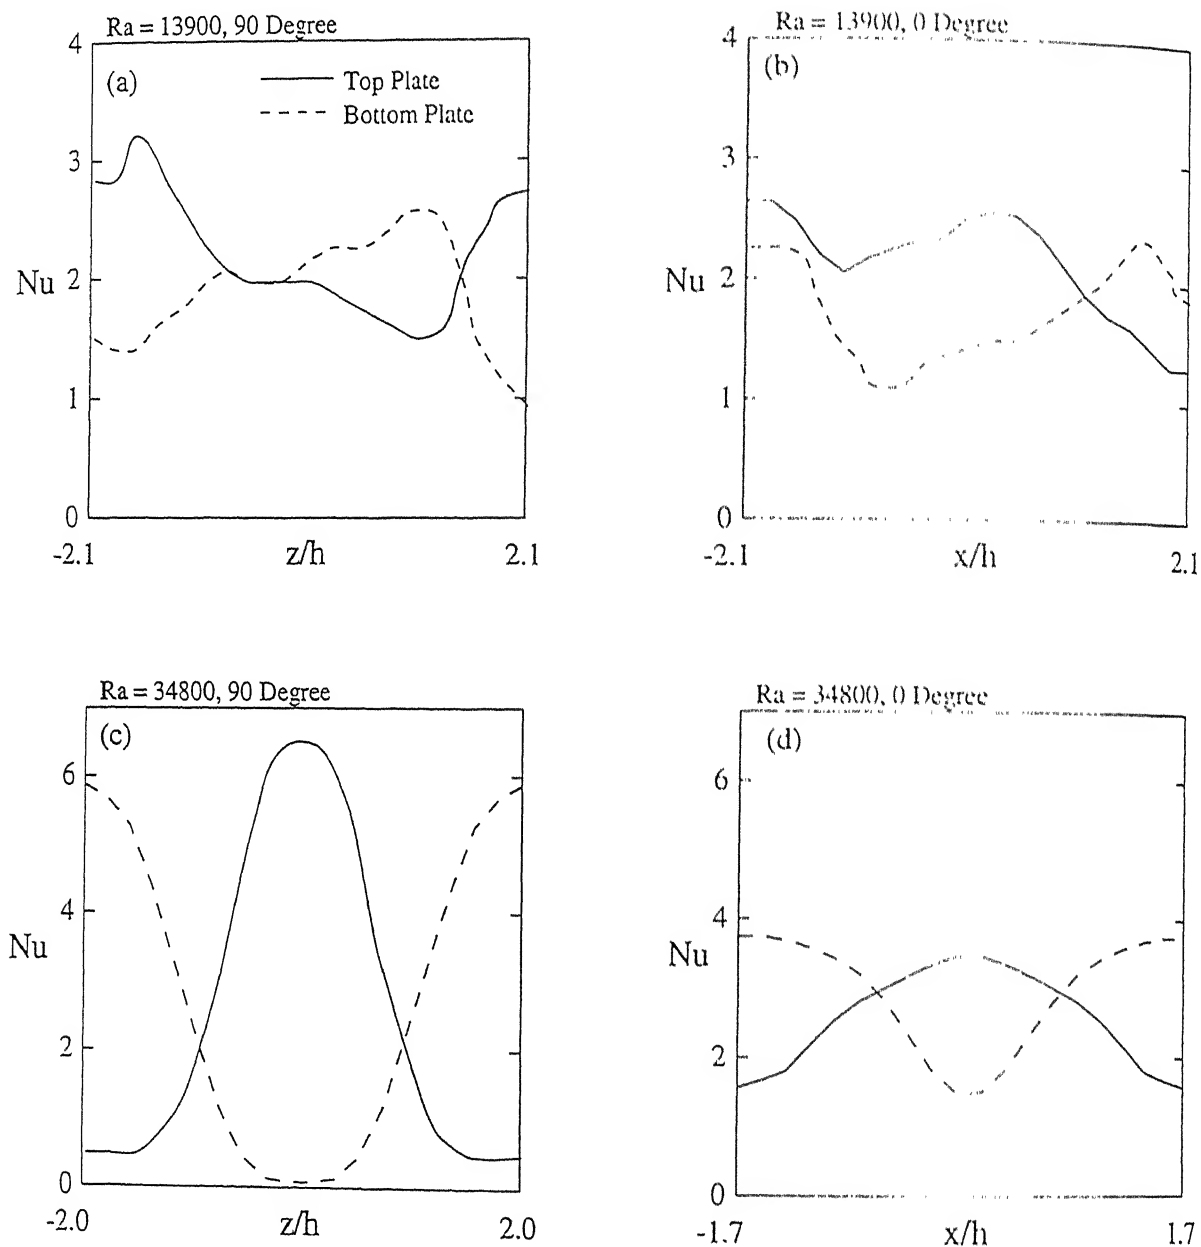 Ra = 13900, 90 Degree
4
(a)
Top Plate
Bottom Plate
3
Nu
2
1
0
-2.1
z/h
2.1
Ra = 13900, 0 Degree
4
(b)
3
Nu
2
1
0
-2.1
x/h
2.1
Ra = 34800, 90 Degree
(c)
6
4
Nu
2
0
-2.0
z/h
2.0
Ra = 34800, 0 Degree
(d)
6
4
Nu
2
0
-1.7
x/h
1.7